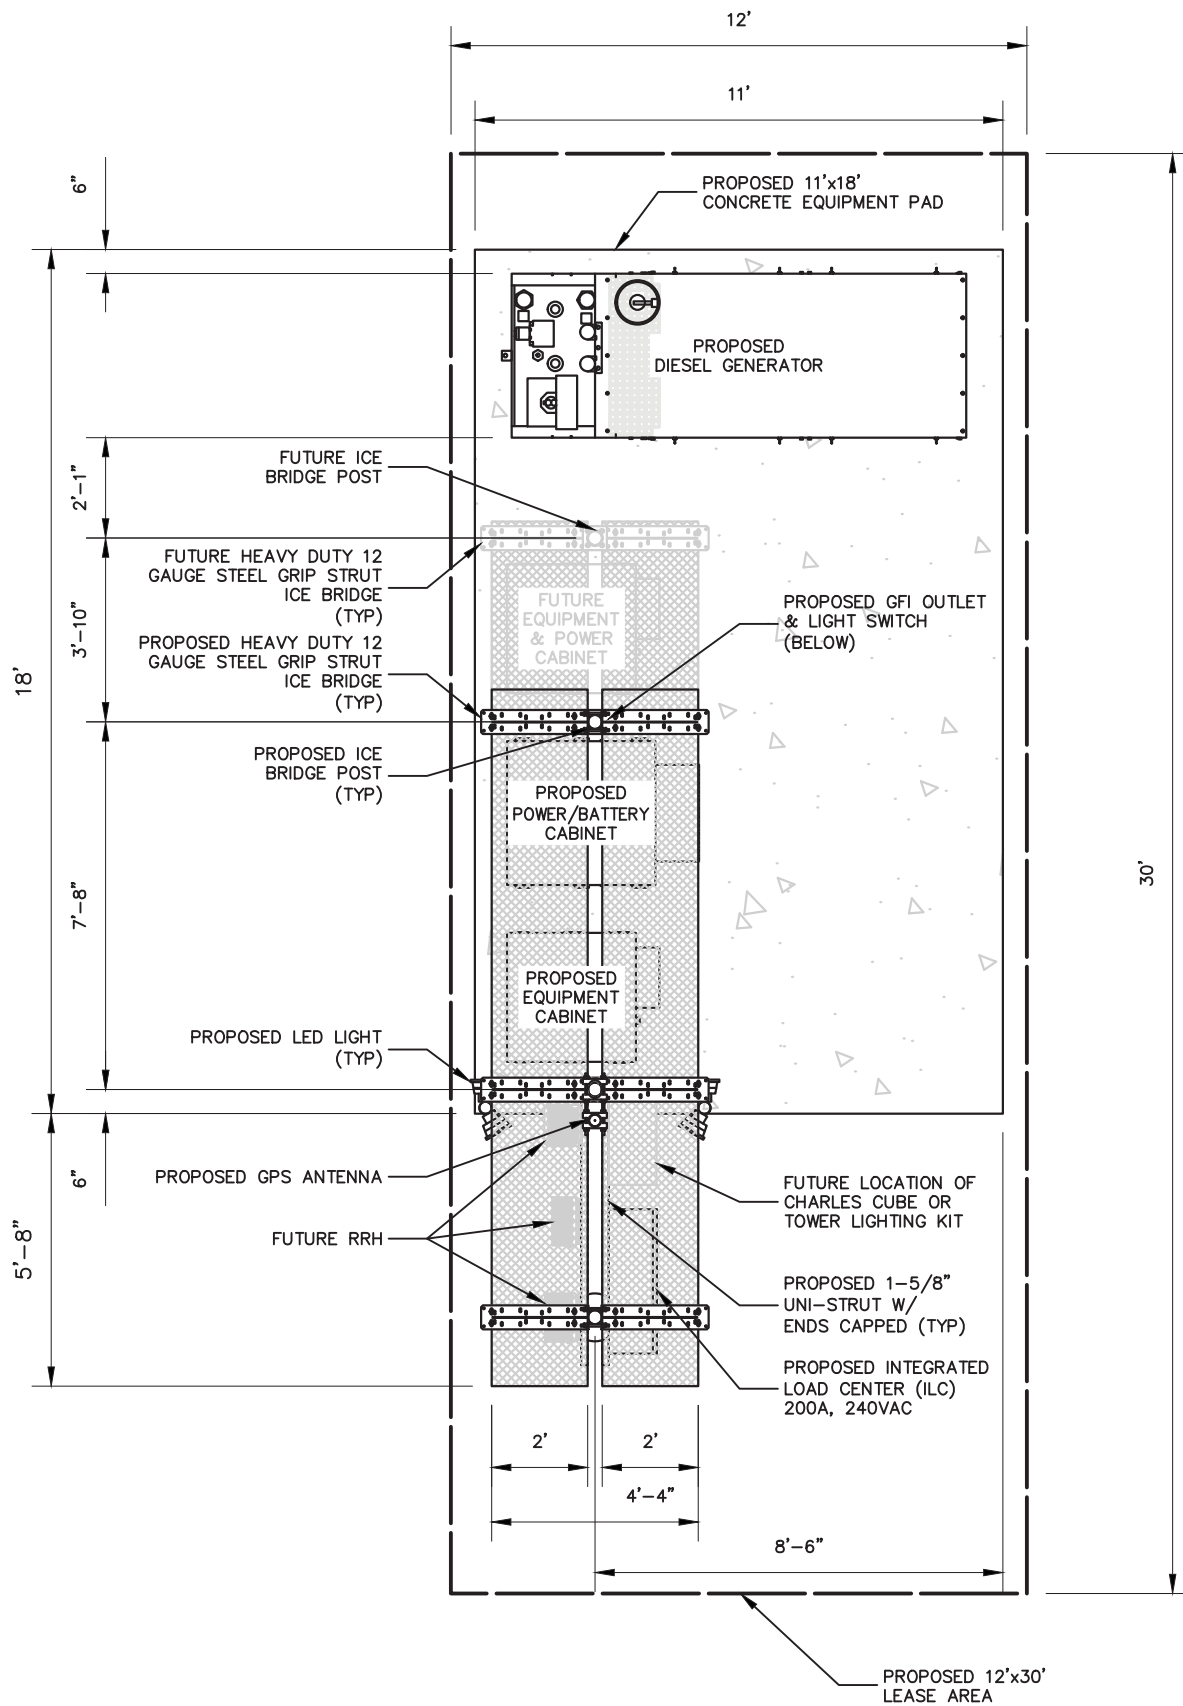 12'
11'
6"
PROPOSED 11'x18'
CONCRETE EQUIPMENT PAD
PROPOSED
DIESEL GENERATOR
FUTURE ICE
BRIDGE POST
2'-1"
FUTURE HEAVY DUTY 12
GAUGE STEEL GRIP STRUT
ICE BRIDGE
(TYP)
FUTURE
EQUIPMENT
& POWER
CABINET
PROPOSED GFI OUTLET
& LIGHT SWITCH
(BELOW)
3'-10"
PROPOSED HEAVY DUTY 12
GAUGE STEEL GRIP STRUT
ICE BRIDGE
(TYP)
18'
PROPOSED ICE
BRIDGE POST
(TYP)
PROPOSED
POWER/BATTERY
CABINET
30'
7'-8"
PROPOSED
EQUIPMENT
CABINET
PROPOSED LED LIGHT
(TYP)
6"
PROPOSED GPS ANTENNA
FUTURE LOCATION OF
CHARLES CUBE OR
TOWER LIGHTING KIT
FUTURE RRH
5'-8"
PROPOSED 1-5/8"
UNI-STRUT W/
ENDS CAPPED (TYP)
PROPOSED INTEGRATED
LOAD CENTER (ILC)
200A, 240VAC
2'
2'
4'-4"
8'-6"
PROPOSED 12'x30'
LEASE AREA